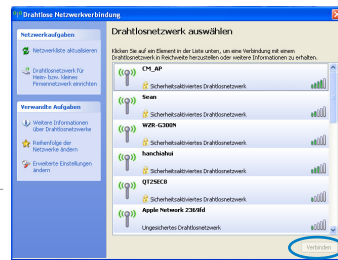 Drahtlose Netzwerkverbindung
Netzwerkaufgaben
Netzwerkliste aktualisieren
Drahtloses Netzwerk für
Heim- bzw. kleines
Firmennetzwerk einrichten
Verwandte Aufgaben
Weitere Informationen
über Drahtlosnetzwerke
Reihenfolge der
Netzwerke ändern
Erweiterte Einstellungen
ändern
Drahtlosnetzwerk auswählen
Klicken Sie auf ein Element in der Liste unten, um eine Verbindung mit einem
Drahtlosnetzwerk in Reichweite herzustellen oder weitere Informationen zu erhalten.
CM_AP
Sicherheitsaktiviertes Drahtlosnetzwerk
Sean
Sicherheitsaktiviertes Drahtlosnetzwerk
WZR-G300N
Sicherheitsaktiviertes Drahtlosnetzwerk
hanchiahui
Sicherheitsaktiviertes Drahtlosnetzwerk
QT2SEC8
Sicherheitsaktiviertes Drahtlosnetzwerk
Apple Network 2369fd
Ungesichertes Drahtlosnetzwerk
Verbinden